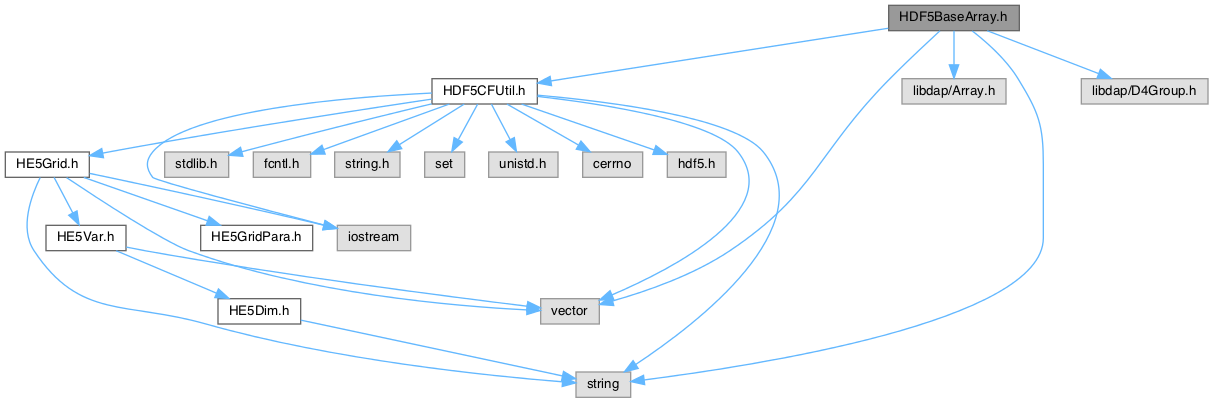 HDF5BaseArray.h
HDF5CFUtil.h
libdap/Array.h
libdap/D4Group.h
HE5Grid.h
stdlib.h
fcntl.h
string.h
set
unistd.h
cerrno
hdf5.h
HE5Var.h
HE5GridPara.h
iostream
HE5Dim.h
vector
string